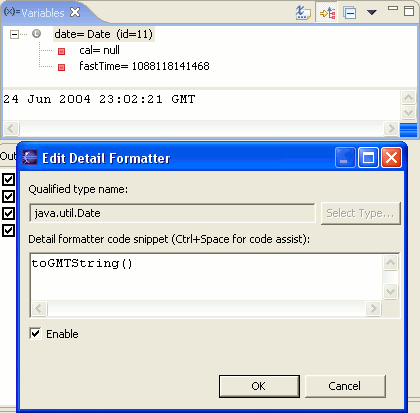 (x)= Variables
date= Date (id=11)
cal= null
fastTime= 1088118141468
24 Jun 2004 23:02:21 GMT
Out
Edit Detail Formatter
Qualified type name:
java.util.Date Select Type...
Detail formatter code snippet (Ctrl+Space for code assist):
toGMTString()
Enable
OK Cancel